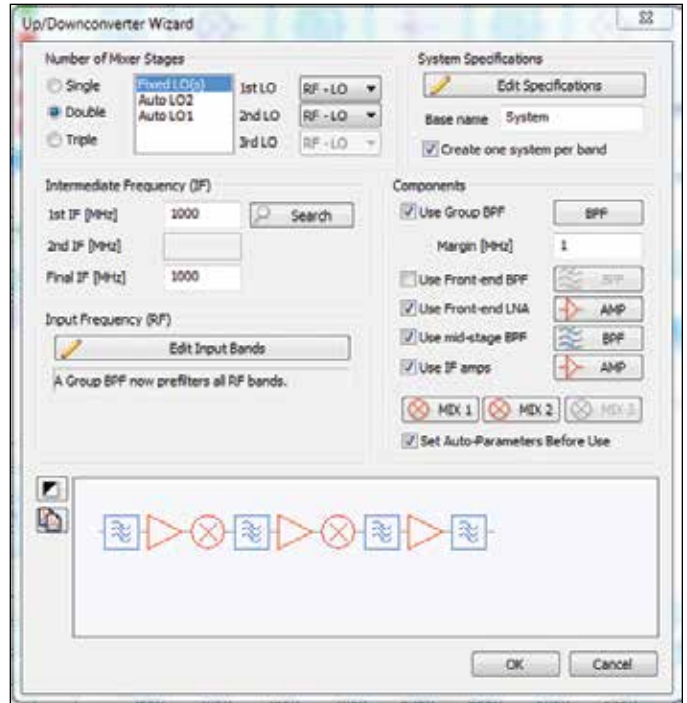 Up/Downconverter Wizard
Number of Mixer Stages
Single
Double
Triple
Fixed LO(s)
Auto LO2
Auto LO1
1st LO RF - LO
2nd LO RF - LO
3rd LO RF - LO
System Specifications
Edit Specifications
Base name System
Create one system per band
Intermediate Frequency (IF)
1st IF [MHz] 1000 Search
2nd IF [MHz]
Final IF [MHz] 1000
Input Frequency (RF)
Edit Input Bands
A Group BPF now prefilters all RF bands.
Components
Use Group BPF BPF
Margin [MHz] 1
Use Front-end BPF BPF
Use Front-end LNA AMP
Use mid-stage BPF BPF
Use IF amps AMP
MIX 1 MIX 2 MIX 3
Set Auto-Parameters Before Use
OK Cancel